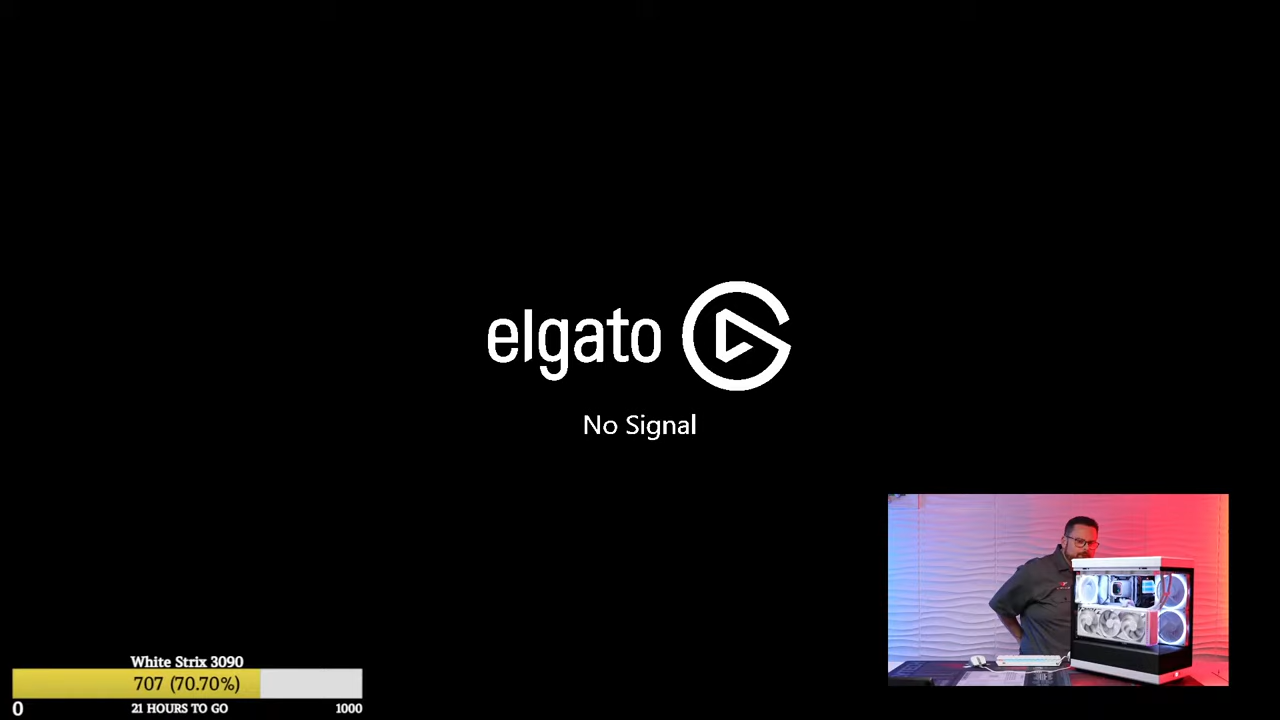 elgato
No Signal
White Strix 3090
707 (70.70%)
0
21 HOURS TO GO
1000